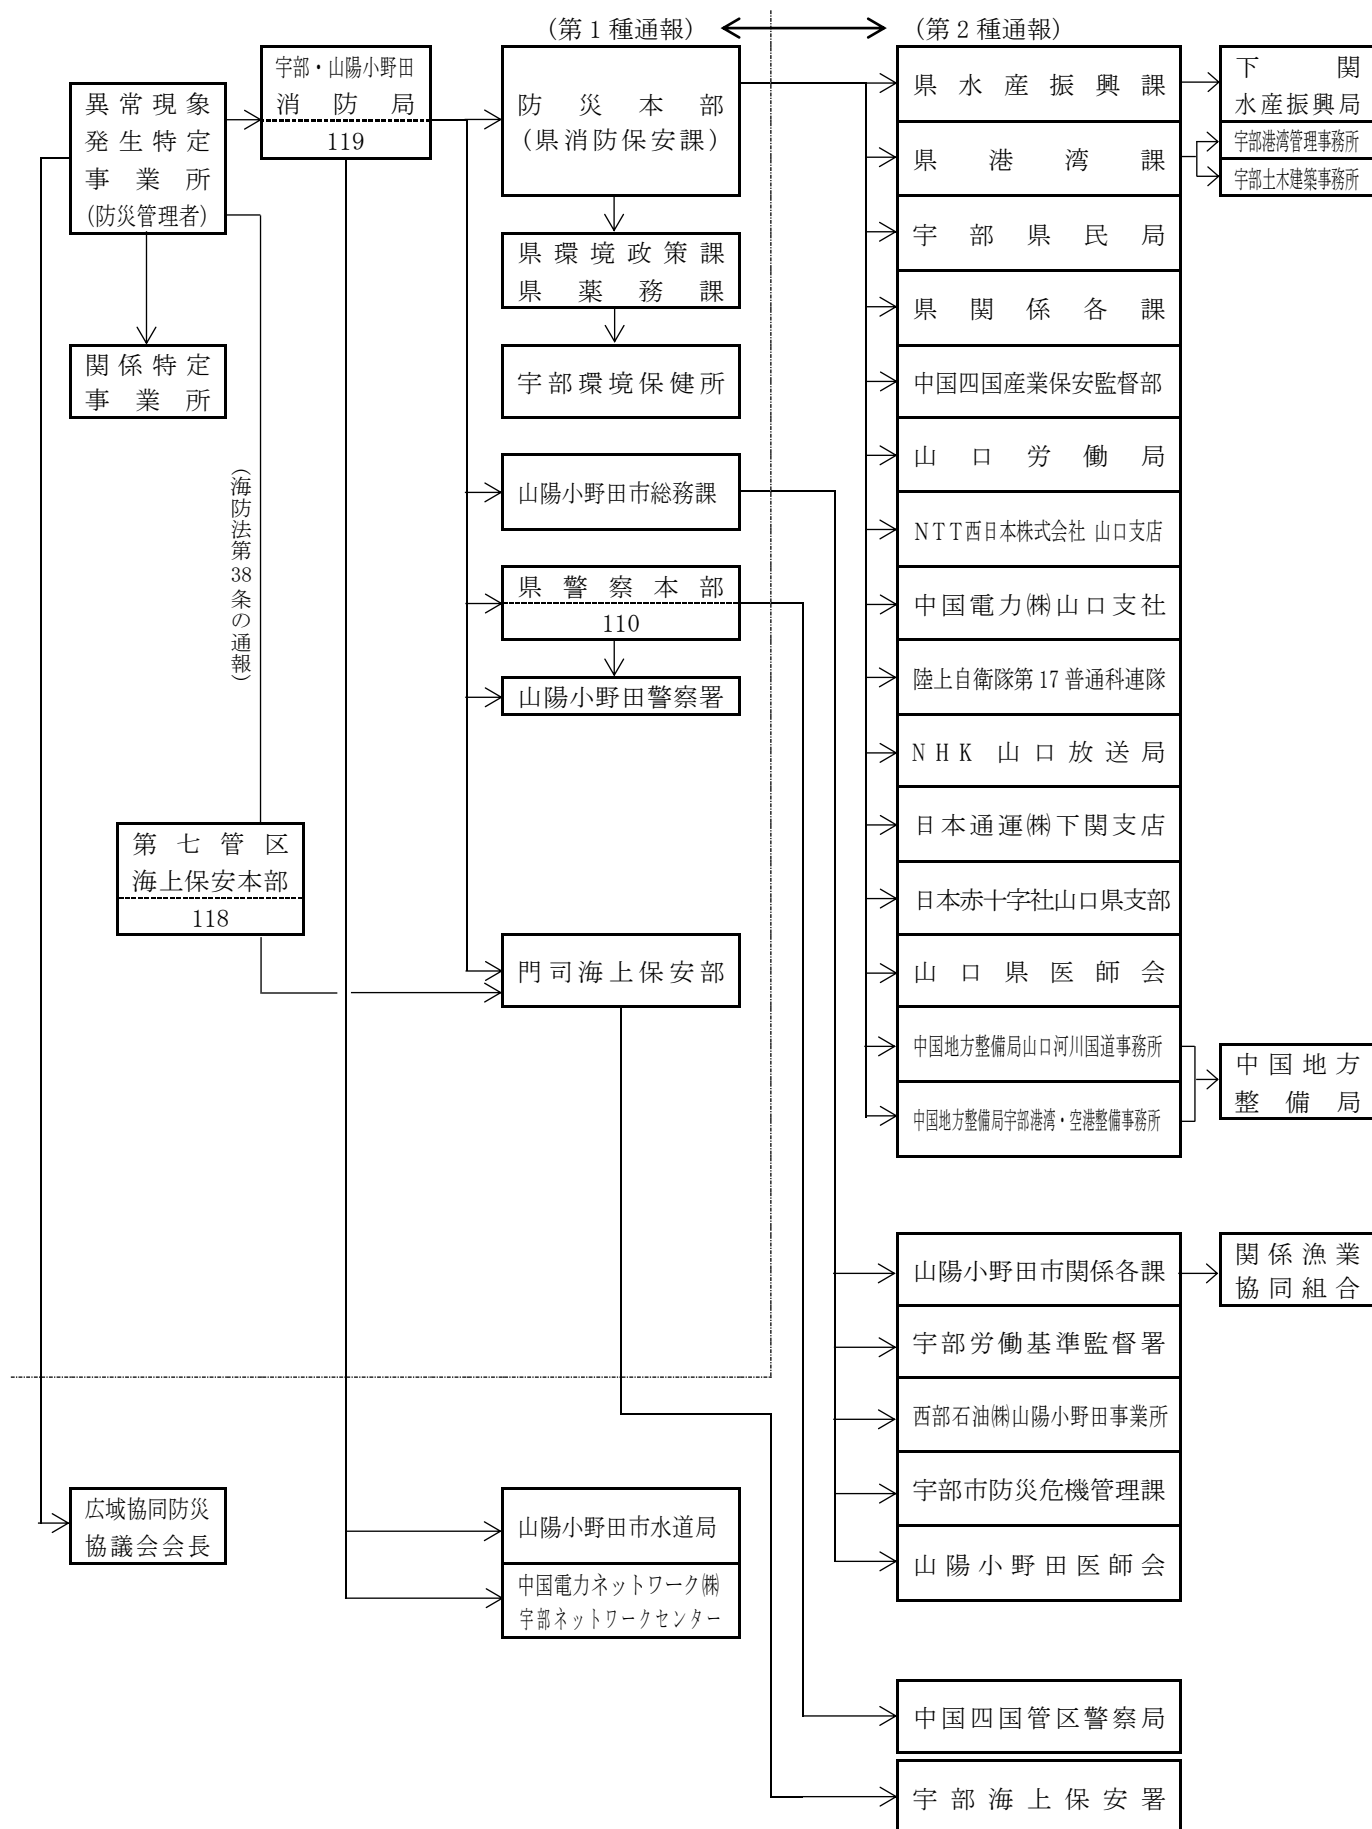 (第1種通報)
(第2種通報)
異常現象
発生特定
事業所
(防災管理者)
関係特定
事業所
(海防法第38条の通報)
第七管区
海上保安本部
118
広域協同防災
協議会会長
宇部・山陽小野田
消防局
119
防災本部
(県消防保安課)
県環境政策課
県薬務課
宇部環境保健所
山陽小野田市総務課
県警察本部
110
山陽小野田警察署
門司海上保安部
山陽小野田市水道局
中国電力ネットワーク㈱
宇部ネットワークセンター
県水産振興課
県港湾課
宇部県民局
県関係各課
中国四国産業保安監督部
山口労働局
NTT西日本株式会社 山口支店
中国電力㈱山口支社
陸上自衛隊第17普通科連隊
NHK 山口放送局
日本通運㈱下関支店
日本赤十字社山口県支部
山口県医師会
中国地方整備局山口河川国道事務所
中国地方整備局宇部港湾・空港整備事務所
山陽小野田市関係各課
宇部労働基準監督署
西部石油㈱山陽小野田事業所
宇部市防災危機管理課
山陽小野田医師会
中国四国管区警察局
宇部海上保安署
下関
水産振興局
宇部港湾管理事務所
宇部土木建築事務所
中国地方
整備局
関係漁業
協同組合